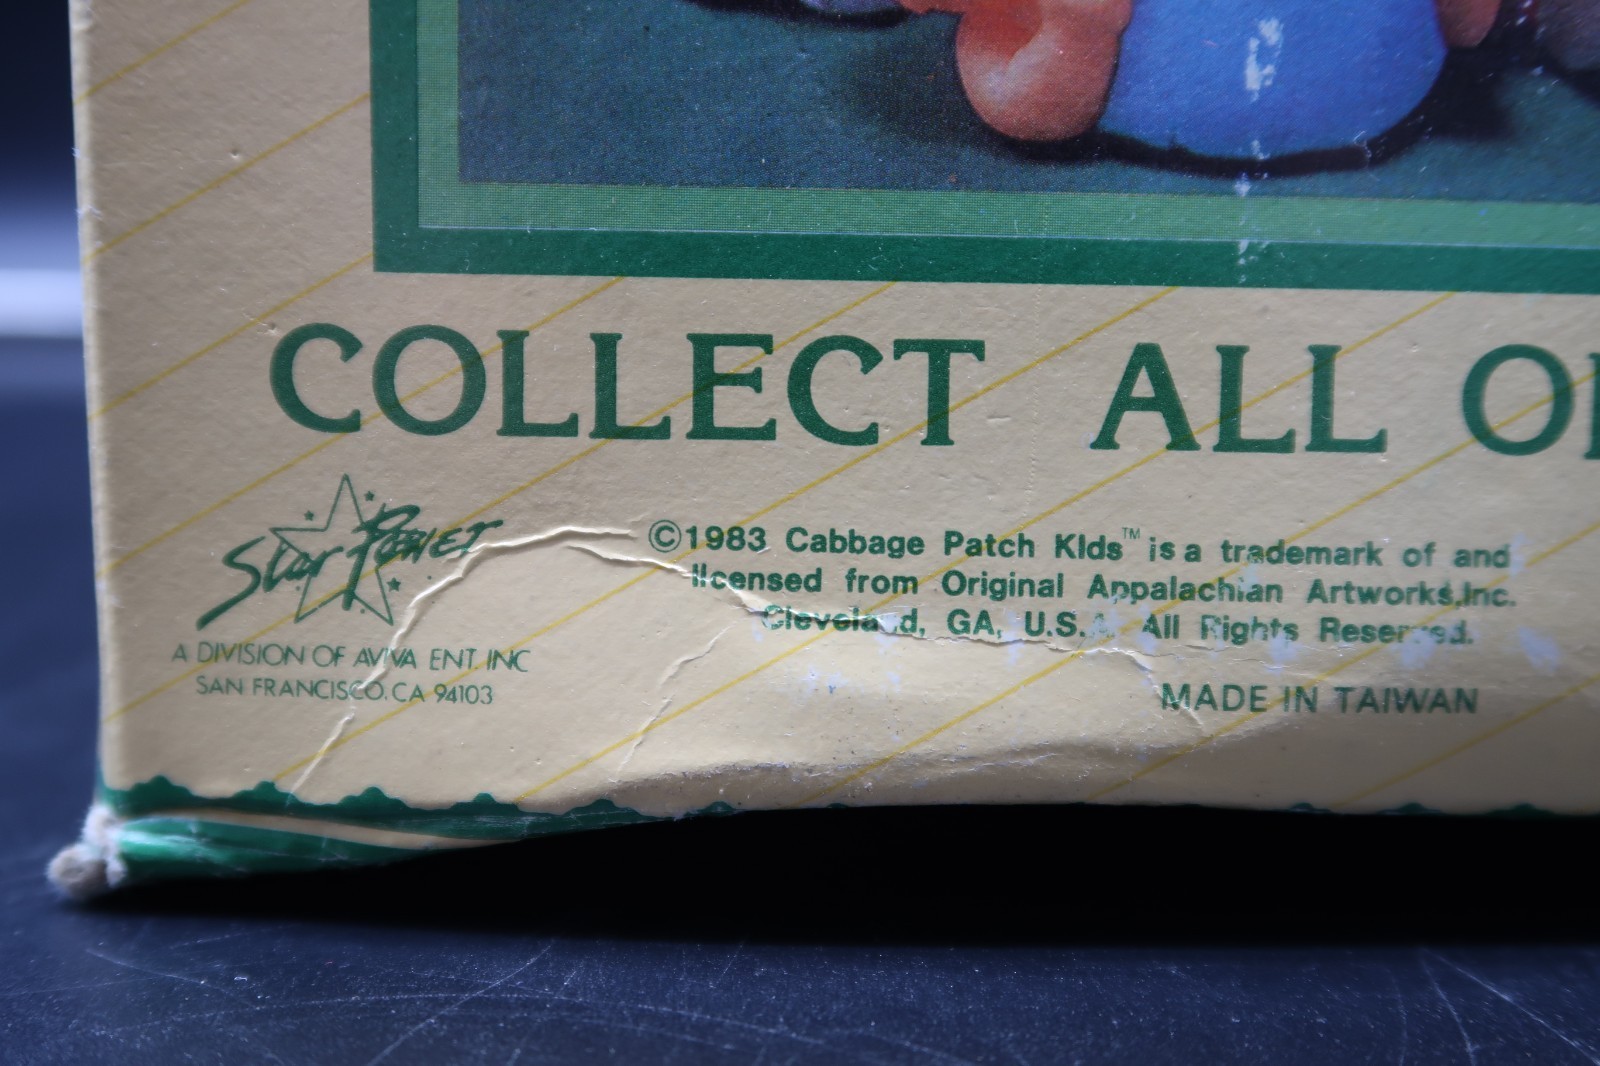 COLLECT ALL
Star Power
A DIVISION OF AVIVA ENT. INC
SAN FRANCISCO, CA 94103
©1983 Cabbage Patch KIds™ is a trademark of and
licensed from Original Appalachian Artworks,Inc.
Cleveland, GA, U.S.A. All Rights Reserved.
MADE IN TAIWAN